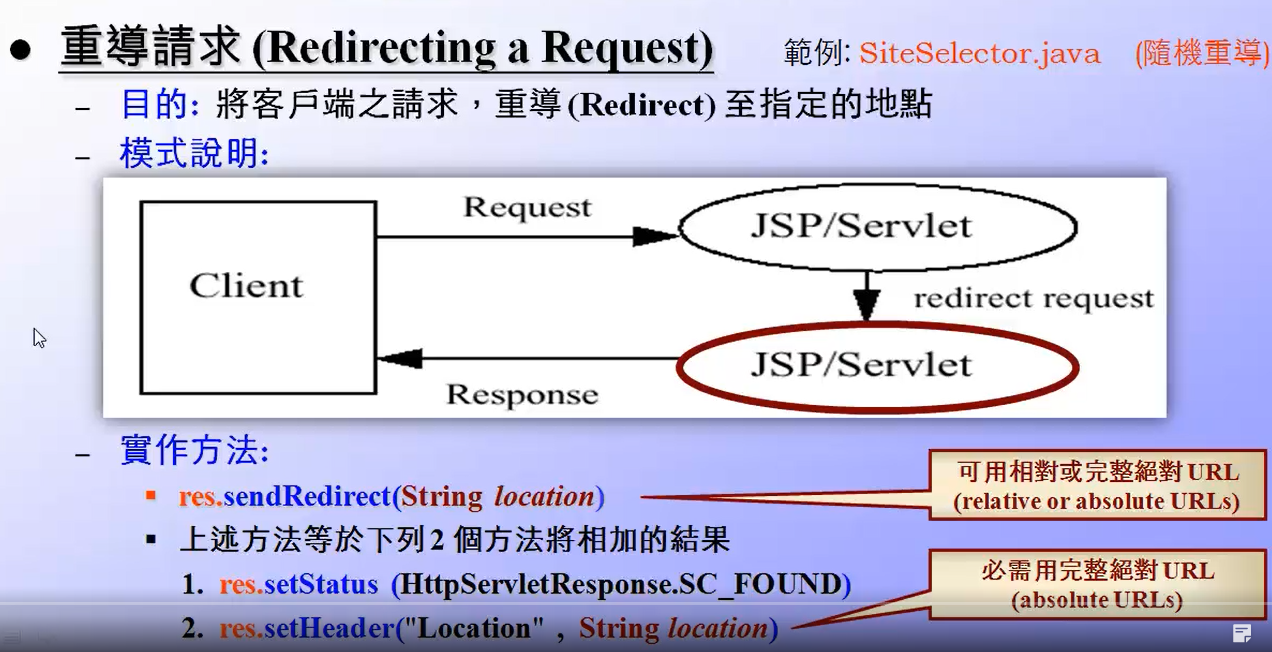 ● 重導請求 (Redirecting a Request) 範例: SiteSelector.java (隨機重導)
– 目的: 將客戶端之請求，重導 (Redirect) 至指定的地點
– 模式說明:
Request
JSP/Servlet
Client
redirect request
JSP/Servlet
Response
– 實作方法:
▪ res.sendRedirect(String location)
可用相對或完整絕對 URL
(relative or absolute URLs)
▪ 上述方法等於下列 2 個方法將相加的結果
1. res.setStatus (HttpServletResponse.SC_FOUND)
2. res.setHeader("Location" , String location)
必需用完整絕對 URL
(absolute URLs)